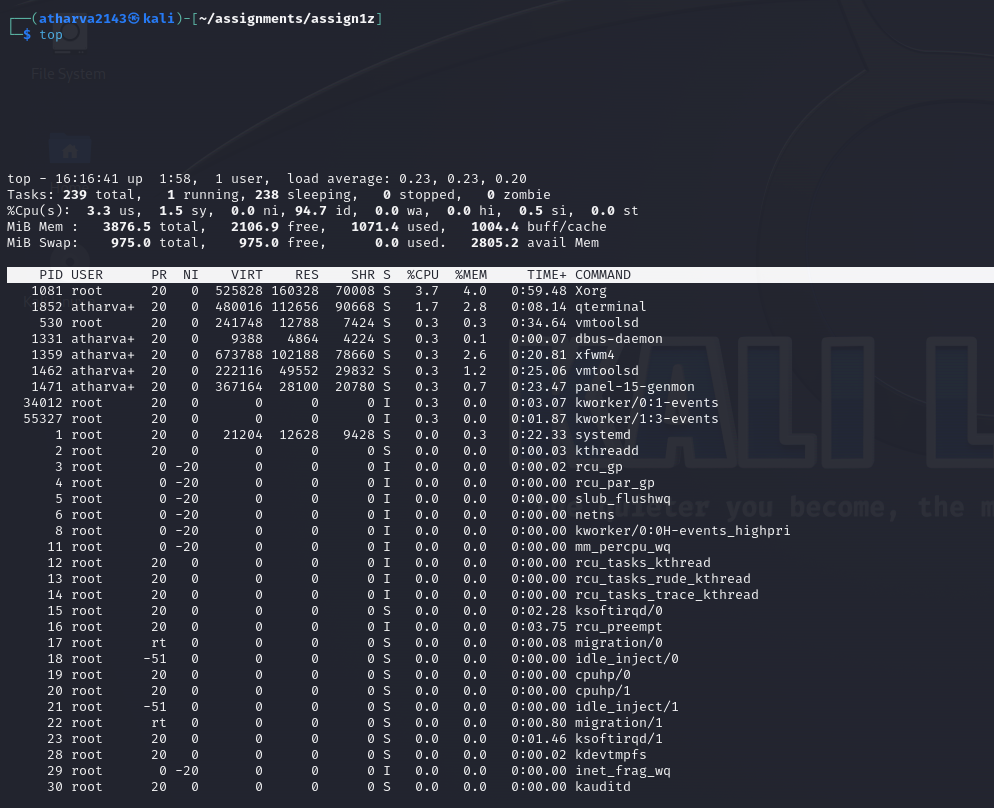 (atharva2143㉿kali)-[~/assignments/assign1z]
$ top
File System
top - 16:16:41 up  1:58,  1 user,  load average: 0.23, 0.23, 0.20
Tasks: 239 total,   1 running, 238 sleeping,   0 stopped,   0 zombie
%Cpu(s):  3.3 us,  1.5 sy,  0.0 ni, 94.7 id,  0.0 wa,  0.0 hi,  0.5 si,  0.0 st
MiB Mem :   3876.5 total,   2106.9 free,   1071.4 used,   1004.4 buff/cache
MiB Swap:    975.0 total,    975.0 free,      0.0 used.   2805.2 avail Mem
PID USER PR NI VIRT RES SHR S %CPU %MEM TIME+ COMMAND
1081 root 20 0 525828 160328 70008 S 3.7 4.0 0:59.48 Xorg
1852 atharva+ 20 0 480016 112656 90668 S 1.7 2.8 0:08.14 qterminal
530 root 20 0 241748 12788 7424 S 0.3 0.3 0:34.64 vmtoolsd
1331 atharva+ 20 0 9388 4864 4224 S 0.3 0.1 0:00.07 dbus-daemon
1359 atharva+ 20 0 673788 102188 78660 S 0.3 2.6 0:20.81 xfwm4
1462 atharva+ 20 0 222116 49552 29832 S 0.3 1.2 0:25.06 vmtoolsd
1471 atharva+ 20 0 367164 28100 20780 S 0.3 0.7 0:23.47 panel-15-genmon
34012 root 20 0 0 0 0 I 0.3 0.0 0:03.07 kworker/0:1-events
55327 root 20 0 0 0 0 I 0.3 0.0 0:01.87 kworker/1:3-events
1 root 20 0 21204 12628 9428 S 0.0 0.3 0:22.33 systemd
2 root 20 0 0 0 0 S 0.0 0.0 0:00.03 kthreadd
3 root 0 -20 0 0 0 I 0.0 0.0 0:00.02 rcu_gp
4 root 0 -20 0 0 0 I 0.0 0.0 0:00.00 rcu_par_gp
5 root 0 -20 0 0 0 I 0.0 0.0 0:00.00 slub_flushwq
6 root 0 -20 0 0 0 I 0.0 0.0 0:00.00 netns
8 root 0 -20 0 0 0 I 0.0 0.0 0:00.00 kworker/0:0H-events_highpri
11 root 0 -20 0 0 0 I 0.0 0.0 0:00.00 mm_percpu_wq
12 root 20 0 0 0 0 I 0.0 0.0 0:00.00 rcu_tasks_kthread
13 root 20 0 0 0 0 I 0.0 0.0 0:00.00 rcu_tasks_rude_kthread
14 root 20 0 0 0 0 I 0.0 0.0 0:00.00 rcu_tasks_trace_kthread
15 root 20 0 0 0 0 S 0.0 0.0 0:02.28 ksoftirqd/0
16 root 20 0 0 0 0 I 0.0 0.0 0:03.75 rcu_preempt
17 root rt 0 0 0 0 S 0.0 0.0 0:00.08 migration/0
18 root -51 0 0 0 0 S 0.0 0.0 0:00.00 idle_inject/0
19 root 20 0 0 0 0 S 0.0 0.0 0:00.00 cpuhp/0
20 root 20 0 0 0 0 S 0.0 0.0 0:00.00 cpuhp/1
21 root -51 0 0 0 0 S 0.0 0.0 0:00.00 idle_inject/1
22 root rt 0 0 0 0 S 0.0 0.0 0:00.80 migration/1
23 root 20 0 0 0 0 S 0.0 0.0 0:01.46 ksoftirqd/1
28 root 20 0 0 0 0 S 0.0 0.0 0:00.02 kdevtmpfs
29 root 0 -20 0 0 0 I 0.0 0.0 0:00.00 inet_frag_wq
30 root 20 0 0 0 0 S 0.0 0.0 0:00.00 kauditd
KALI L
you become, the m